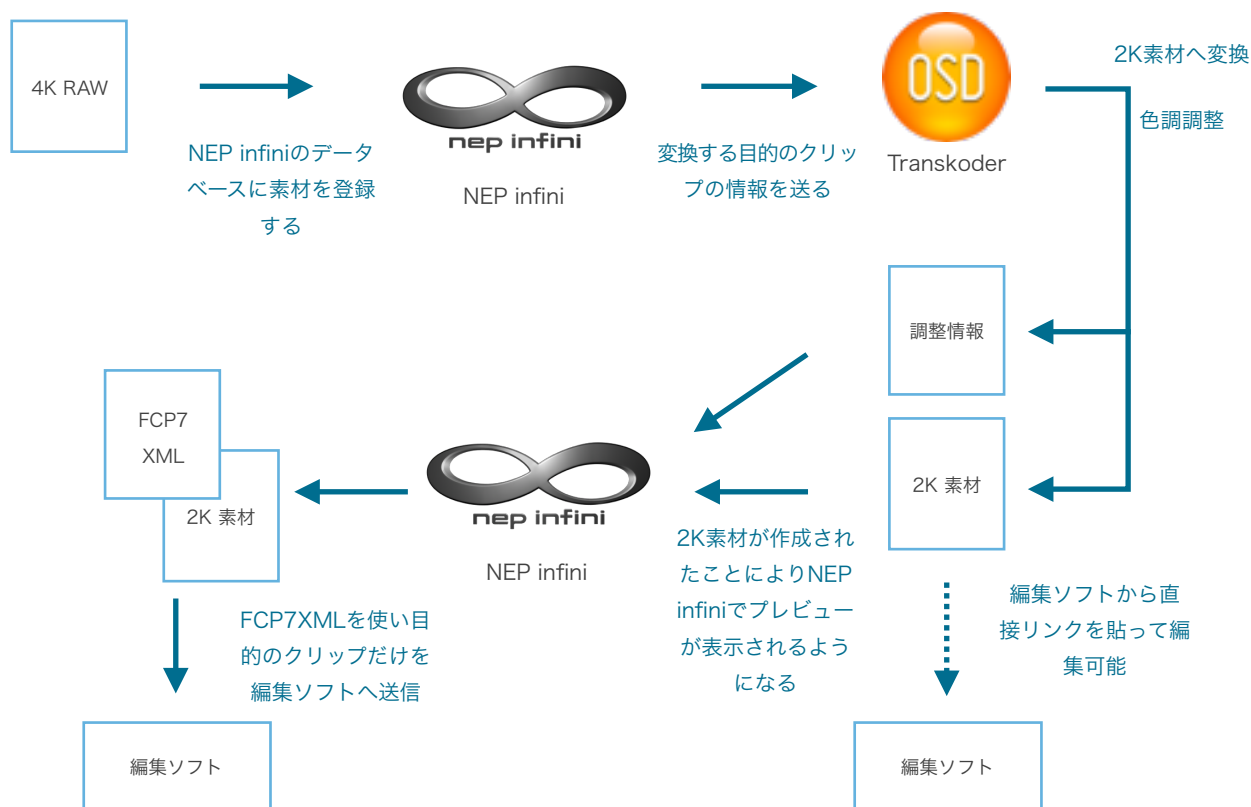 4K RAW
NEP infiniのデータ
ベースに素材を登録
する
nep infini
NEP infini
変換する目的のクリッ
プの情報を送る
OSD
Transkoder
2K素材へ変換
色調調整
調整情報
2K 素材
FCP7
XML
2K 素材
nep infini
NEP infini
2K素材が作成され
たことによりNEP
infiniでプレビュー
が表示されるよう
になる
FCP7XMLを使い目
的のクリップだけを
編集ソフトへ送信
編集ソフトから直
接リンクを貼って編
集可能
編集ソフト
編集ソフト